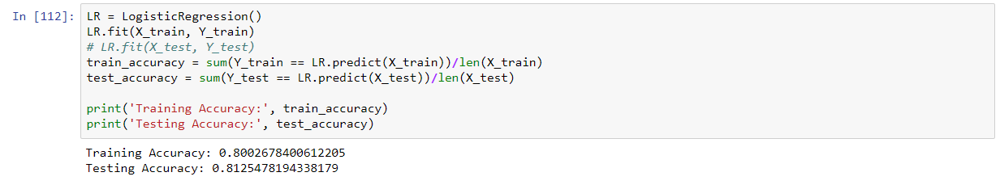 In [112]: LR = LogisticRegression()
LR.fit(X_train, Y_train)
# LR.fit(X_test, Y_test)
train_accuracy = sum(Y_train == LR.predict(X_train))/len(X_train)
test_accuracy = sum(Y_test == LR.predict(X_test))/len(X_test)
print('Training Accuracy:', train_accuracy)
print('Testing Accuracy:', test_accuracy)
Training Accuracy: 0.8002678400612205
Testing Accuracy: 0.8125478194338179